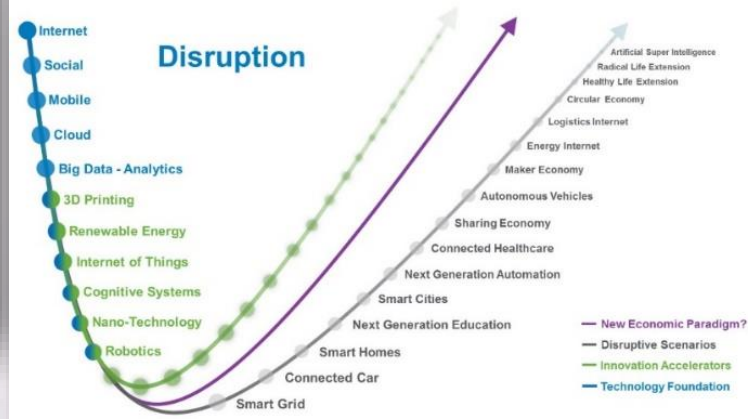 Disruption
Internet
Social
Mobile
Cloud
Big Data - Analytics
3D Printing
Renewable Energy
Internet of Things
Cognitive Systems
Nano-Technology
Robotics
Artificial Super Intelligence
Radical Life Extension
Healthy Life Extension
Circular Economy
Logistics Internet
Energy Internet
Maker Economy
Autonomous Vehicles
Sharing Economy
Connected Healthcare
Next Generation Automation
Smart Cities
Next Generation Education
Smart Homes
Connected Car
Smart Grid
New Economic Paradigm?
Disruptive Scenarios
Innovation Accelerators
Technology Foundation